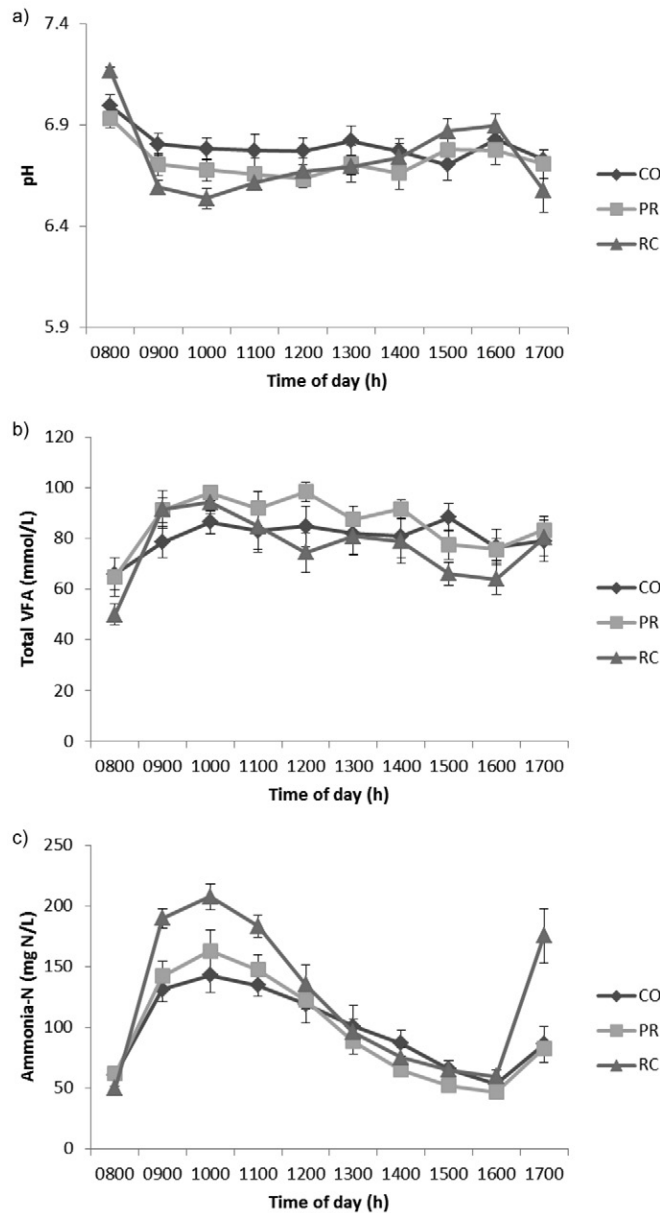 a)
7.4
6.9
6.4
5.9
pH
0800 0900 1000 1100 1200 1300 1400 1500 1600 1700
Time of day (h)
CO
PR
RC
b)
120
100
80
60
40
20
0
Total VFA (mmol/L)
0800 0900 1000 1100 1200 1300 1400 1500 1600 1700
Time of day (h)
CO
PR
RC
c)
250
200
150
100
50
0
Ammonia-N (mg N/L)
0800 0900 1000 1100 1200 1300 1400 1500 1600 1700
Time of day (h)
CO
PR
RC